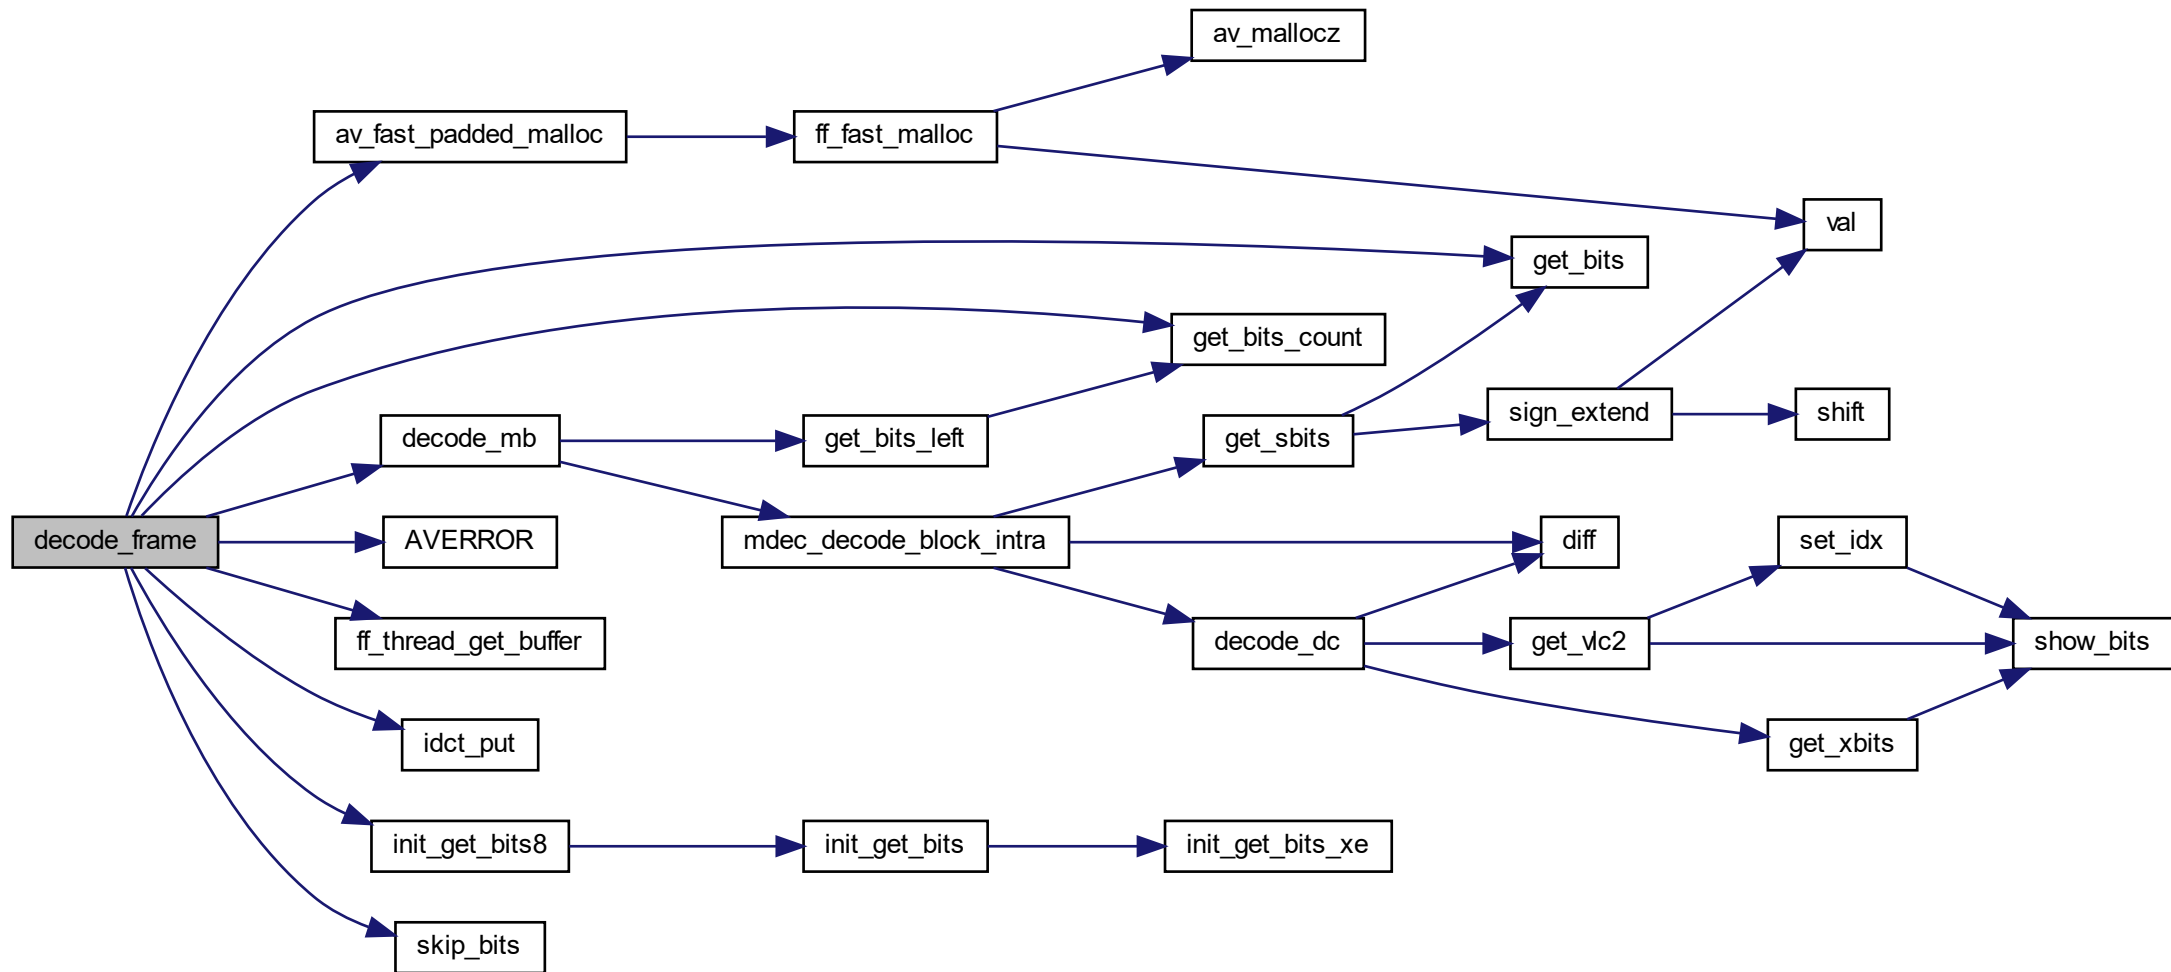 av_mallocz
av_fast_padded_malloc
ff_fast_malloc
val
get_bits
get_bits_count
decode_mb
get_bits_left
get_sbits
sign_extend
shift
decode_frame
AVERROR
mdec_decode_block_intra
diff
set_idx
ff_thread_get_buffer
decode_dc
get_vlc2
show_bits
idct_put
get_xbits
init_get_bits8
init_get_bits
init_get_bits_xe
skip_bits